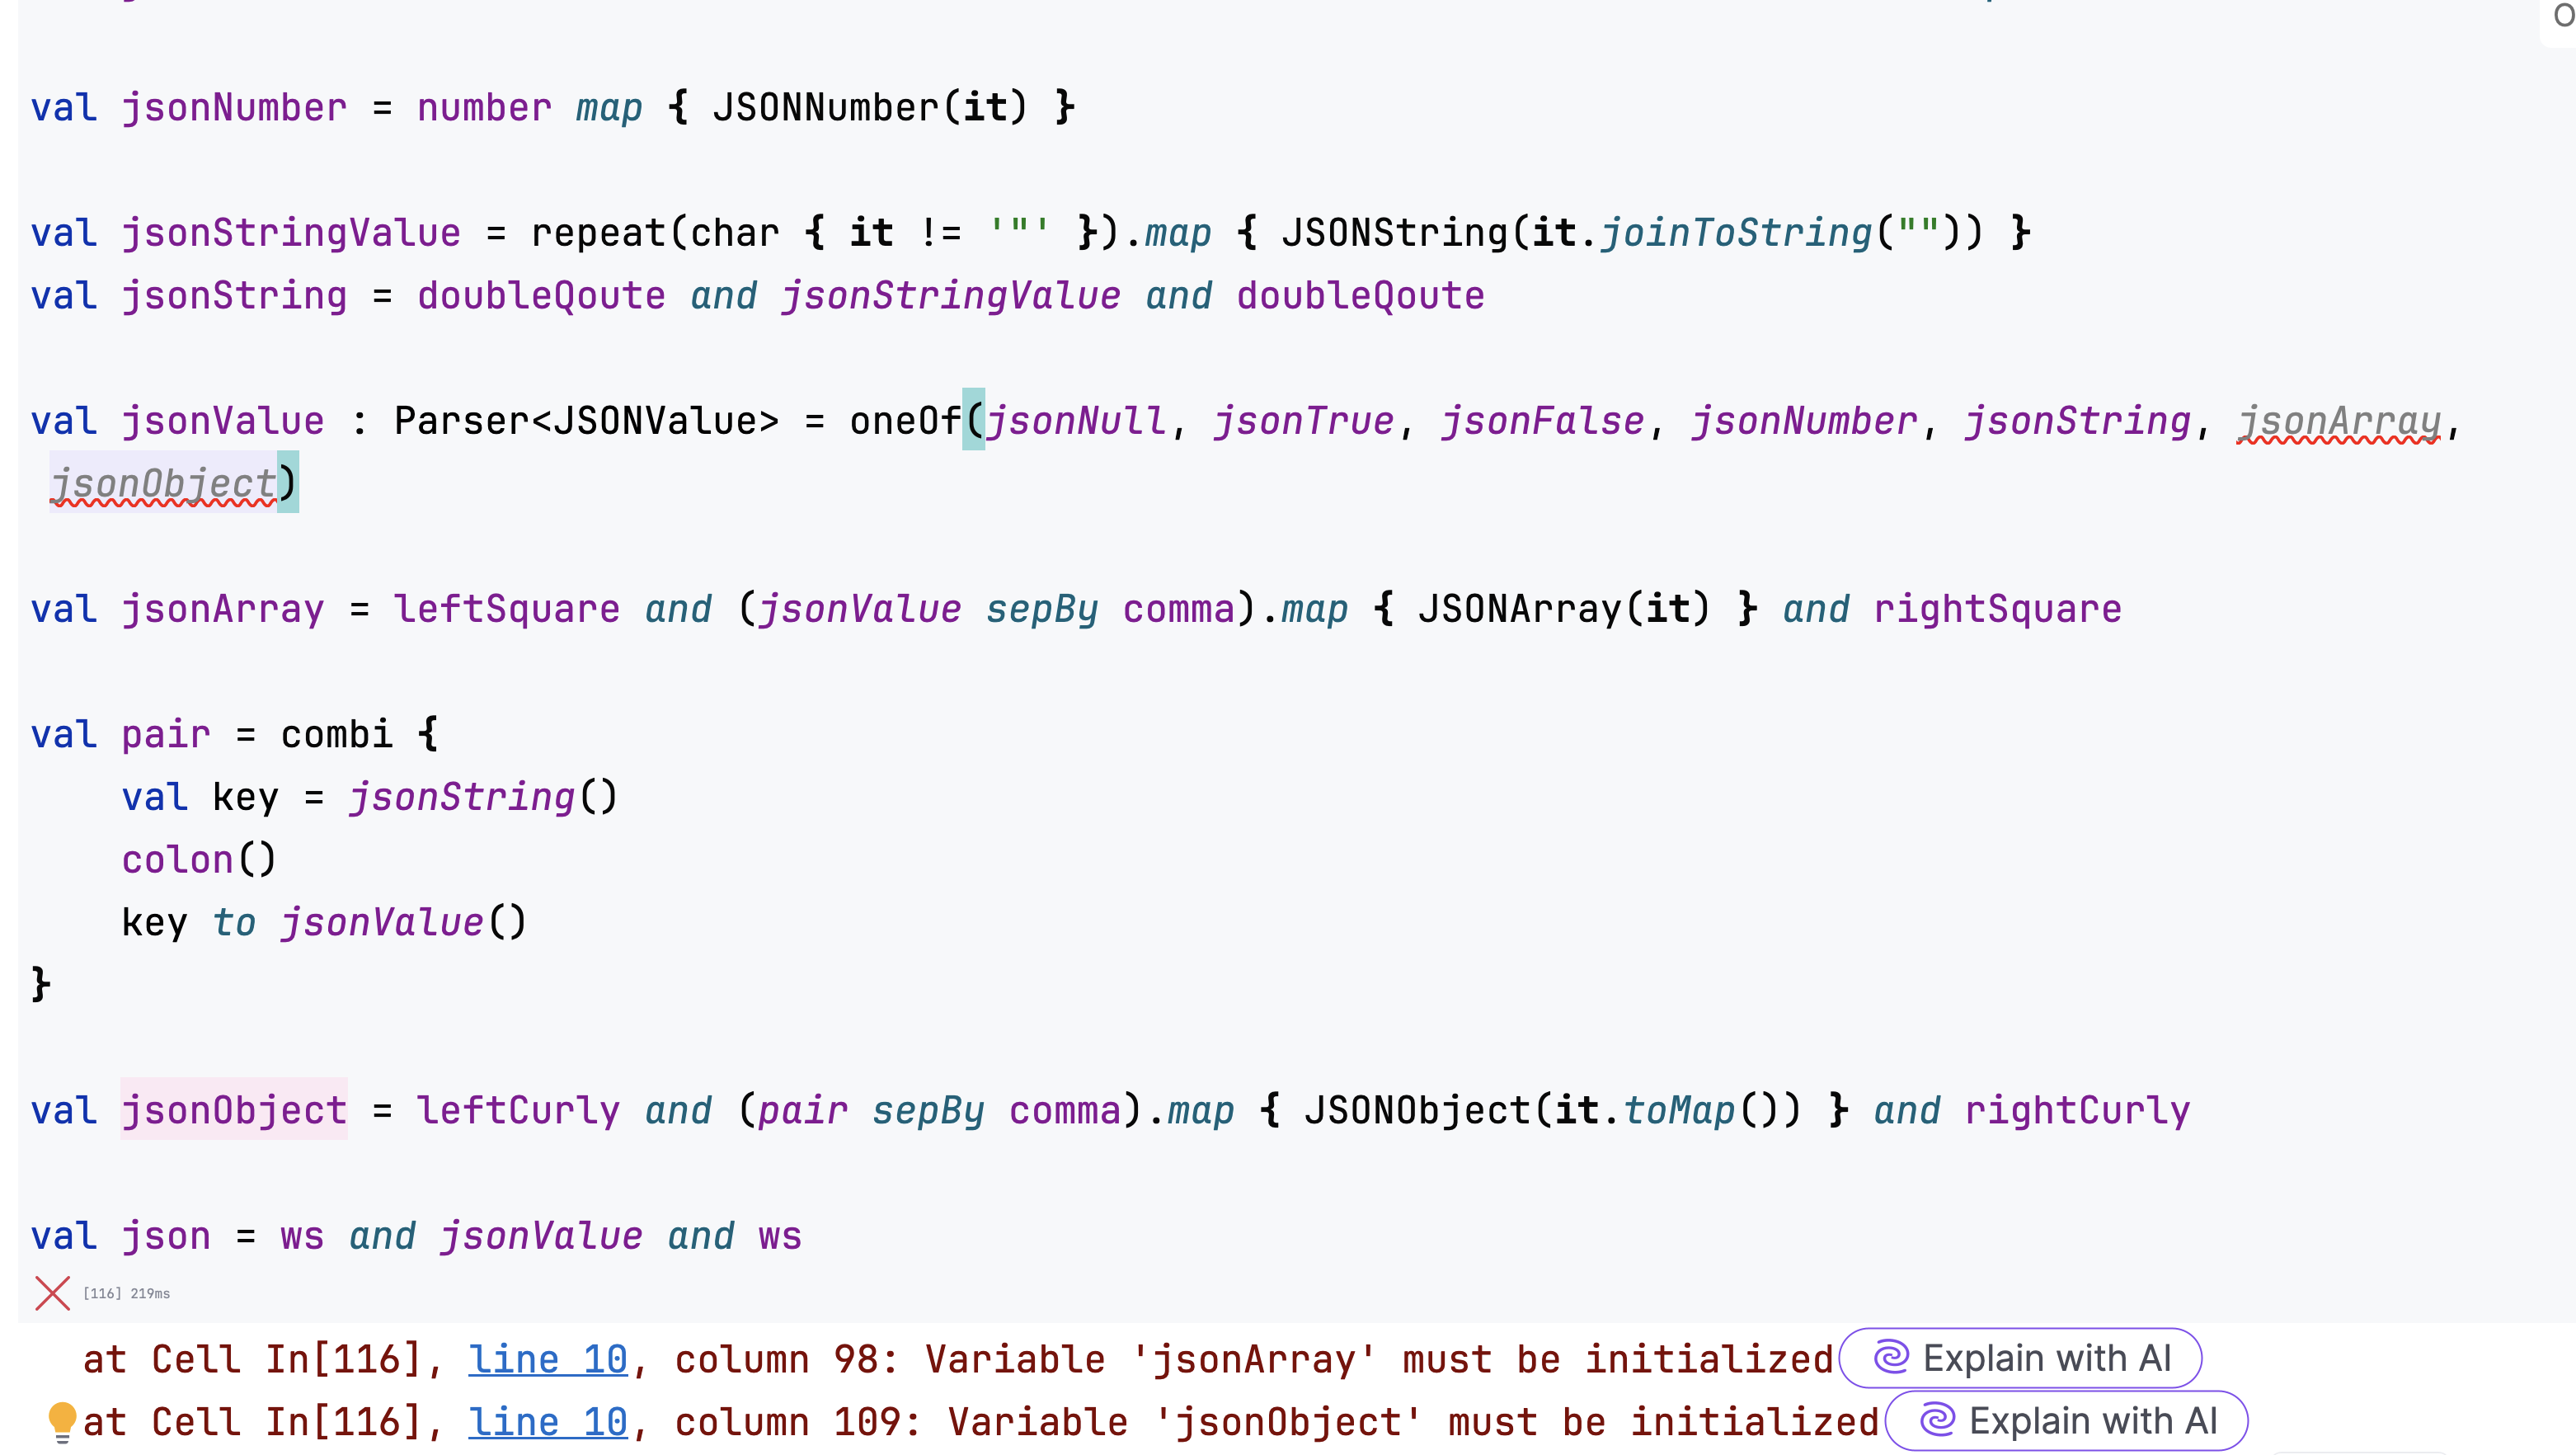 val jsonNumber = number map { JSONNumber(it) }
val jsonStringValue = repeat(char { it != '"' }).map { JSONString(it.joinToString("")) }
val jsonString = doubleQoute and jsonStringValue and doubleQoute
val jsonValue : Parser<JSONValue> = oneOf(jsonNull, jsonTrue, jsonFalse, jsonNumber, jsonString, jsonArray,
jsonObject)
val jsonArray = leftSquare and (jsonValue sepBy comma).map { JSONArray(it) } and rightSquare
val pair = combi {
    val key = jsonString()
    colon()
    key to jsonValue()
}
val jsonObject = leftCurly and (pair sepBy comma).map { JSONObject(it.toMap()) } and rightCurly
val json = ws and jsonValue and ws
[116] 219ms
at Cell In[116], line 10, column 98: Variable 'jsonArray' must be initialized Explain with AI
at Cell In[116], line 10, column 109: Variable 'jsonObject' must be initialized Explain with AI